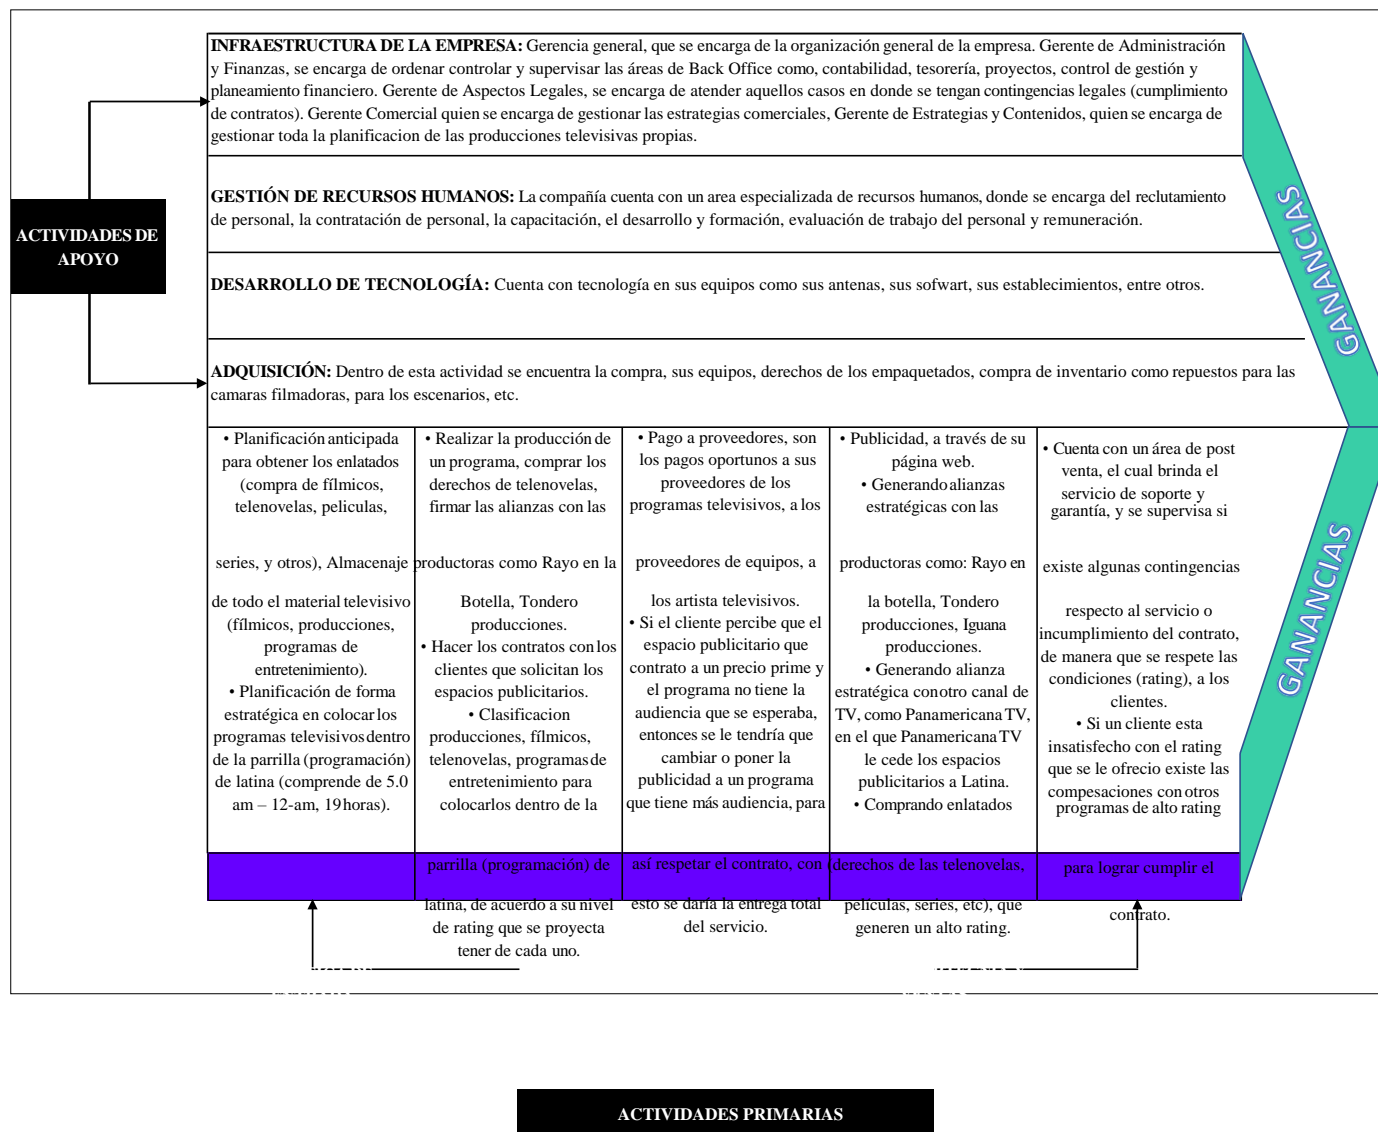 INFRAESTRUCTURA DE LA EMPRESA: Gerencia general, que se encarga de la organización general de la empresa. Gerente de Administración
y Finanzas, se encarga de ordenar controlar y supervisar las áreas de Back Office como, contabilidad, tesorería, proyectos, control de gestión y
planeamiento financiero. Gerente de Aspectos Legales, se encarga de atender aquellos casos en donde se tengan contingencias legales (cumplimiento
de contratos). Gerente Comercial quien se encarga de gestionar las estrategias comerciales, Gerente de Estrategias y Contenidos, quien se encarga de
gestionar toda la planificacion de las producciones televisivas propias.
GESTIÓN DE RECURSOS HUMANOS: La compañía cuenta con un area especializada de recursos humanos, donde se encarga del reclutamiento
de personal, la contratación de personal, la capacitación, el desarrollo y formación, evaluación de trabajo del personal y remuneración.
ACTIVIDADES DE
APOYO
DESARROLLO DE TECNOLOGÍA: Cuenta con tecnología en sus equipos como sus antenas, sus sofwart, sus establecimientos, entre otros.
ADQUISICIÓN: Dentro de esta actividad se encuentra la compra, sus equipos, derechos de los empaquetados, compra de inventario como repuestos para las
camaras filmadoras, para los escenarios, etc.
GANANCIAS
• Planificación anticipada
para obtener los enlatados
(compra de fílmicos,
telenovelas, peliculas,
series, y otros), Almacenaje
de todo el material televisivo
(fílmicos, producciones,
programas de
entretenimiento).
• Planificación de forma
estratégica en colocar los
programas televisivos dentro
de la parrilla (programación)
de latina (comprende de 5.0
am – 12-am, 19 horas).
• Realizar la producción de
un programa, comprar los
derechos de telenovelas,
firmar las alianzas con las
productoras como Rayo en la
Botella, Tondero
producciones.
• Hacer los contratos con los
clientes que solicitan los
espacios publicitarios.
• Clasificacion
producciones, fílmicos,
telenovelas, programas de
entretenimiento para
colocarlos dentro de la
parrilla (programación) de
latina, de acuerdo a su nivel
de rating que se proyecta
tener de cada uno.
• Pago a proveedores, son
los pagos oportunos a sus
proveedores de los
programas televisivos, a los
proveedores de equipos, a
los artista televisivos.
• Si el cliente percibe que el
espacio publicitario que
contrato a un precio prime y
el programa no tiene la
audiencia que se esperaba,
entonces se le tendría que
cambiar o poner la
publicidad a un programa
que tiene más audiencia, para
así respetar el contrato, con
esto se daría la entrega total
del servicio.
• Publicidad, a través de su
página web.
• Generando alianzas
estratégicas con las
productoras como: Rayo en
la botella, Tondero
producciones, Iguana
producciones.
• Generando alianza
estratégica con otro canal de
TV, como Panamericana TV,
en el que Panamericana TV
le cede los espacios
publicitarios a Latina.
• Comprando enlatados
(derechos de las telenovelas,
películas, series, etc), que
generen un alto rating.
• Cuenta con un área de post
venta, el cual brinda el
servicio de soporte y
garantía, y se supervisa si
existe algunas contingencias
respecto al servicio o
incumplimiento del contrato,
de manera que se respete las
condiciones (rating), a los
clientes.
• Si un cliente esta
insatisfecho con el rating
que se le ofrecio existe las
compesaciones con otros
programas de alto rating
para lograr cumplir el
contrato.
GANANCIAS
ACTIVIDADES PRIMARIAS